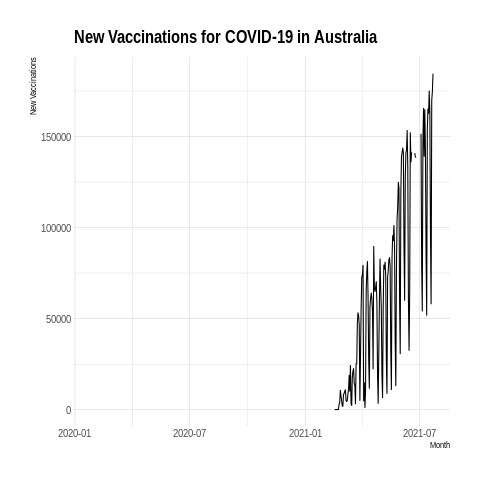 New Vaccinations for COVID-19 in Australia
New Vaccinations
150000
100000
50000
0
2020-01 2020-07 2021-01 2021-07
Month